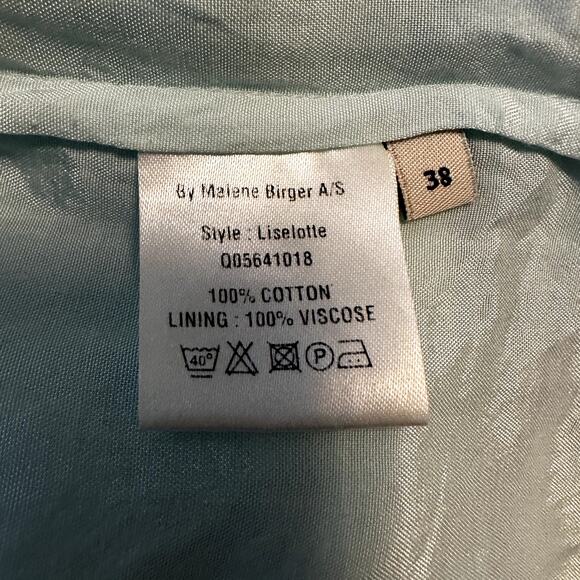 By Malene Birger A/S
38
Style : Liselotte
Q05641018
100% COTTON
LINING : 100% VISCOSE
40° P